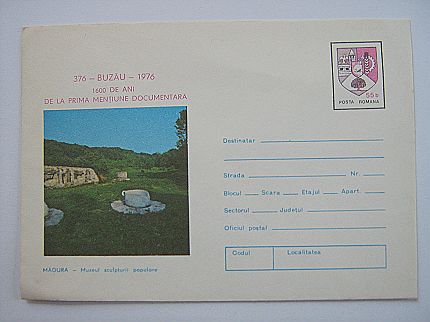 376 – BUZĂU – 1976
1600 DE ANI
DE LA PRIMA MENȚIUNE DOCUMENTARĂ
55 b
POSTA ROMANA
Destinatar
Strada Nr.
Blocul Scara Etajul Apart.
Sectorul Județul
Oficiul poștal
Codul Localitatea
MĂGURA – Muzeul sculpturii populare